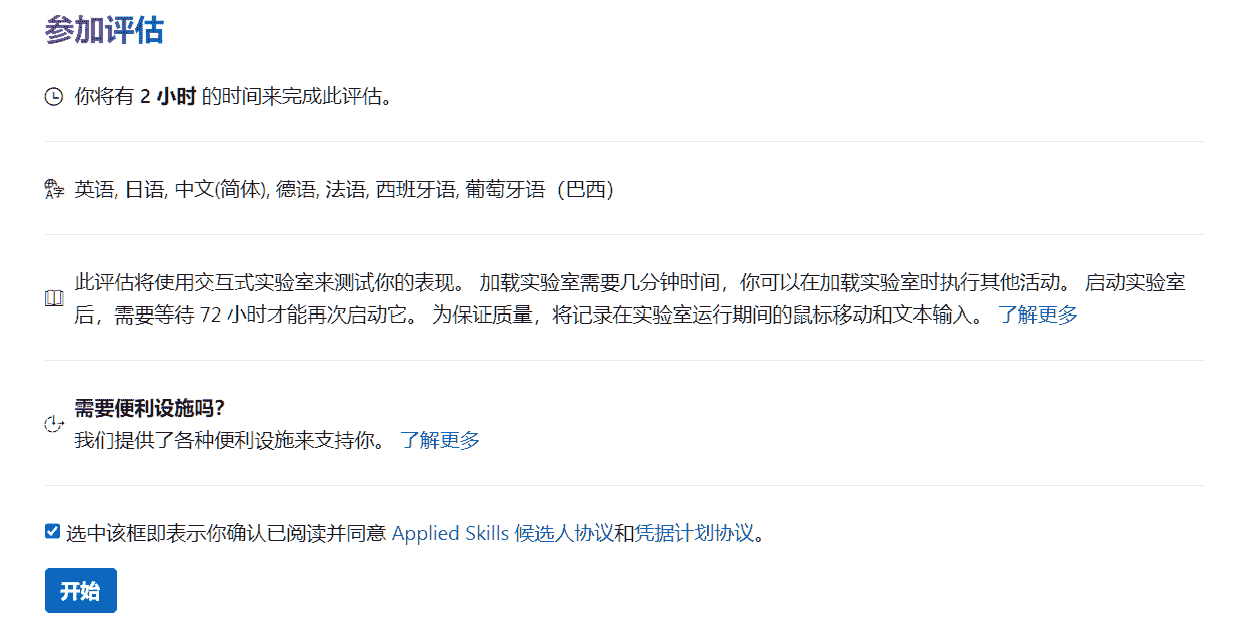 参加评估
你将有 2 小时 的时间来完成此评估。
英语, 日语, 中文(简体), 德语, 法语, 西班牙语, 葡萄牙语（巴西）
此评估将使用交互式实验室来测试你的表现。 加载实验室需要几分钟时间，你可以在加载实验室时执行其他活动。 启动实验室
后，需要等待 72 小时才能再次启动它。 为保证质量，将记录在实验室运行期间的鼠标移动和文本输入。 了解更多
需要便利设施吗?
我们提供了各种便利设施来支持你。 了解更多
选中该框即表示你确认已阅读并同意 Applied Skills 候选人协议和凭据计划协议。
开始